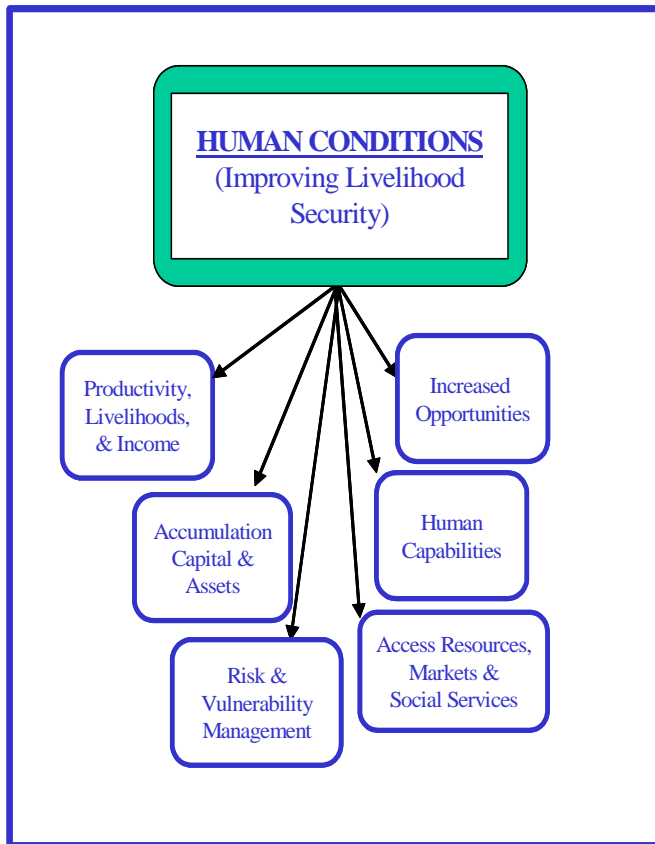 HUMAN CONDITIONS
(Improving Livelihood
Security)
Productivity,
Livelihoods,
& Income
Increased
Opportunities
Accumulation
Capital &
Assets
Human
Capabilities
Risk &
Vulnerability
Management
Access Resources,
Markets &
Social Services